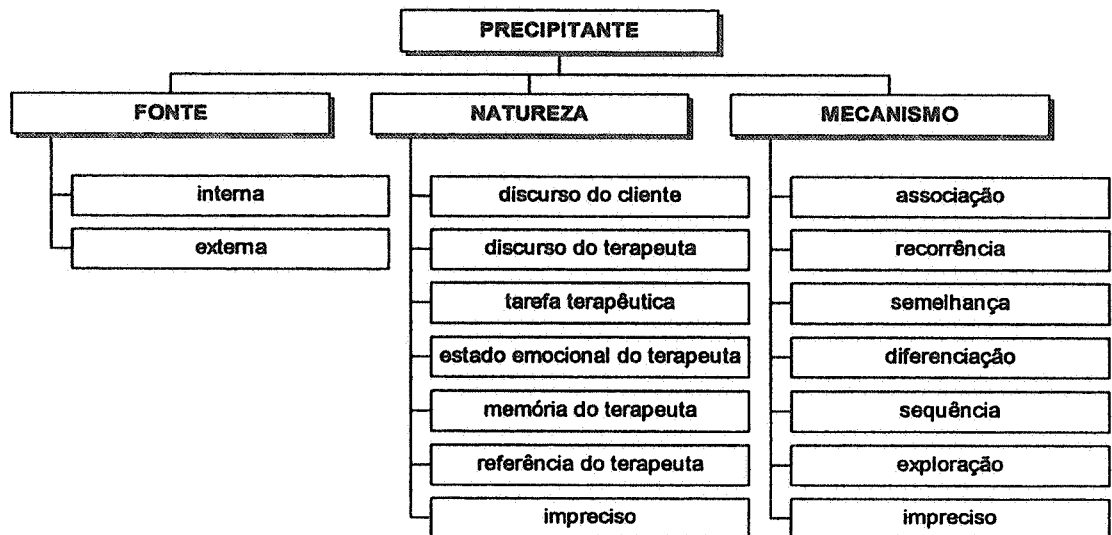 PRECIPITANTE
FONTE
interna
externa
NATUREZA
discurso do cliente
discurso do terapeuta
tarefa terapêutica
estado emocional do terapeuta
memória do terapeuta
referência do terapeuta
impreciso
MECANISMO
associação
recorrência
semelhança
diferenciação
sequência
exploração
impreciso